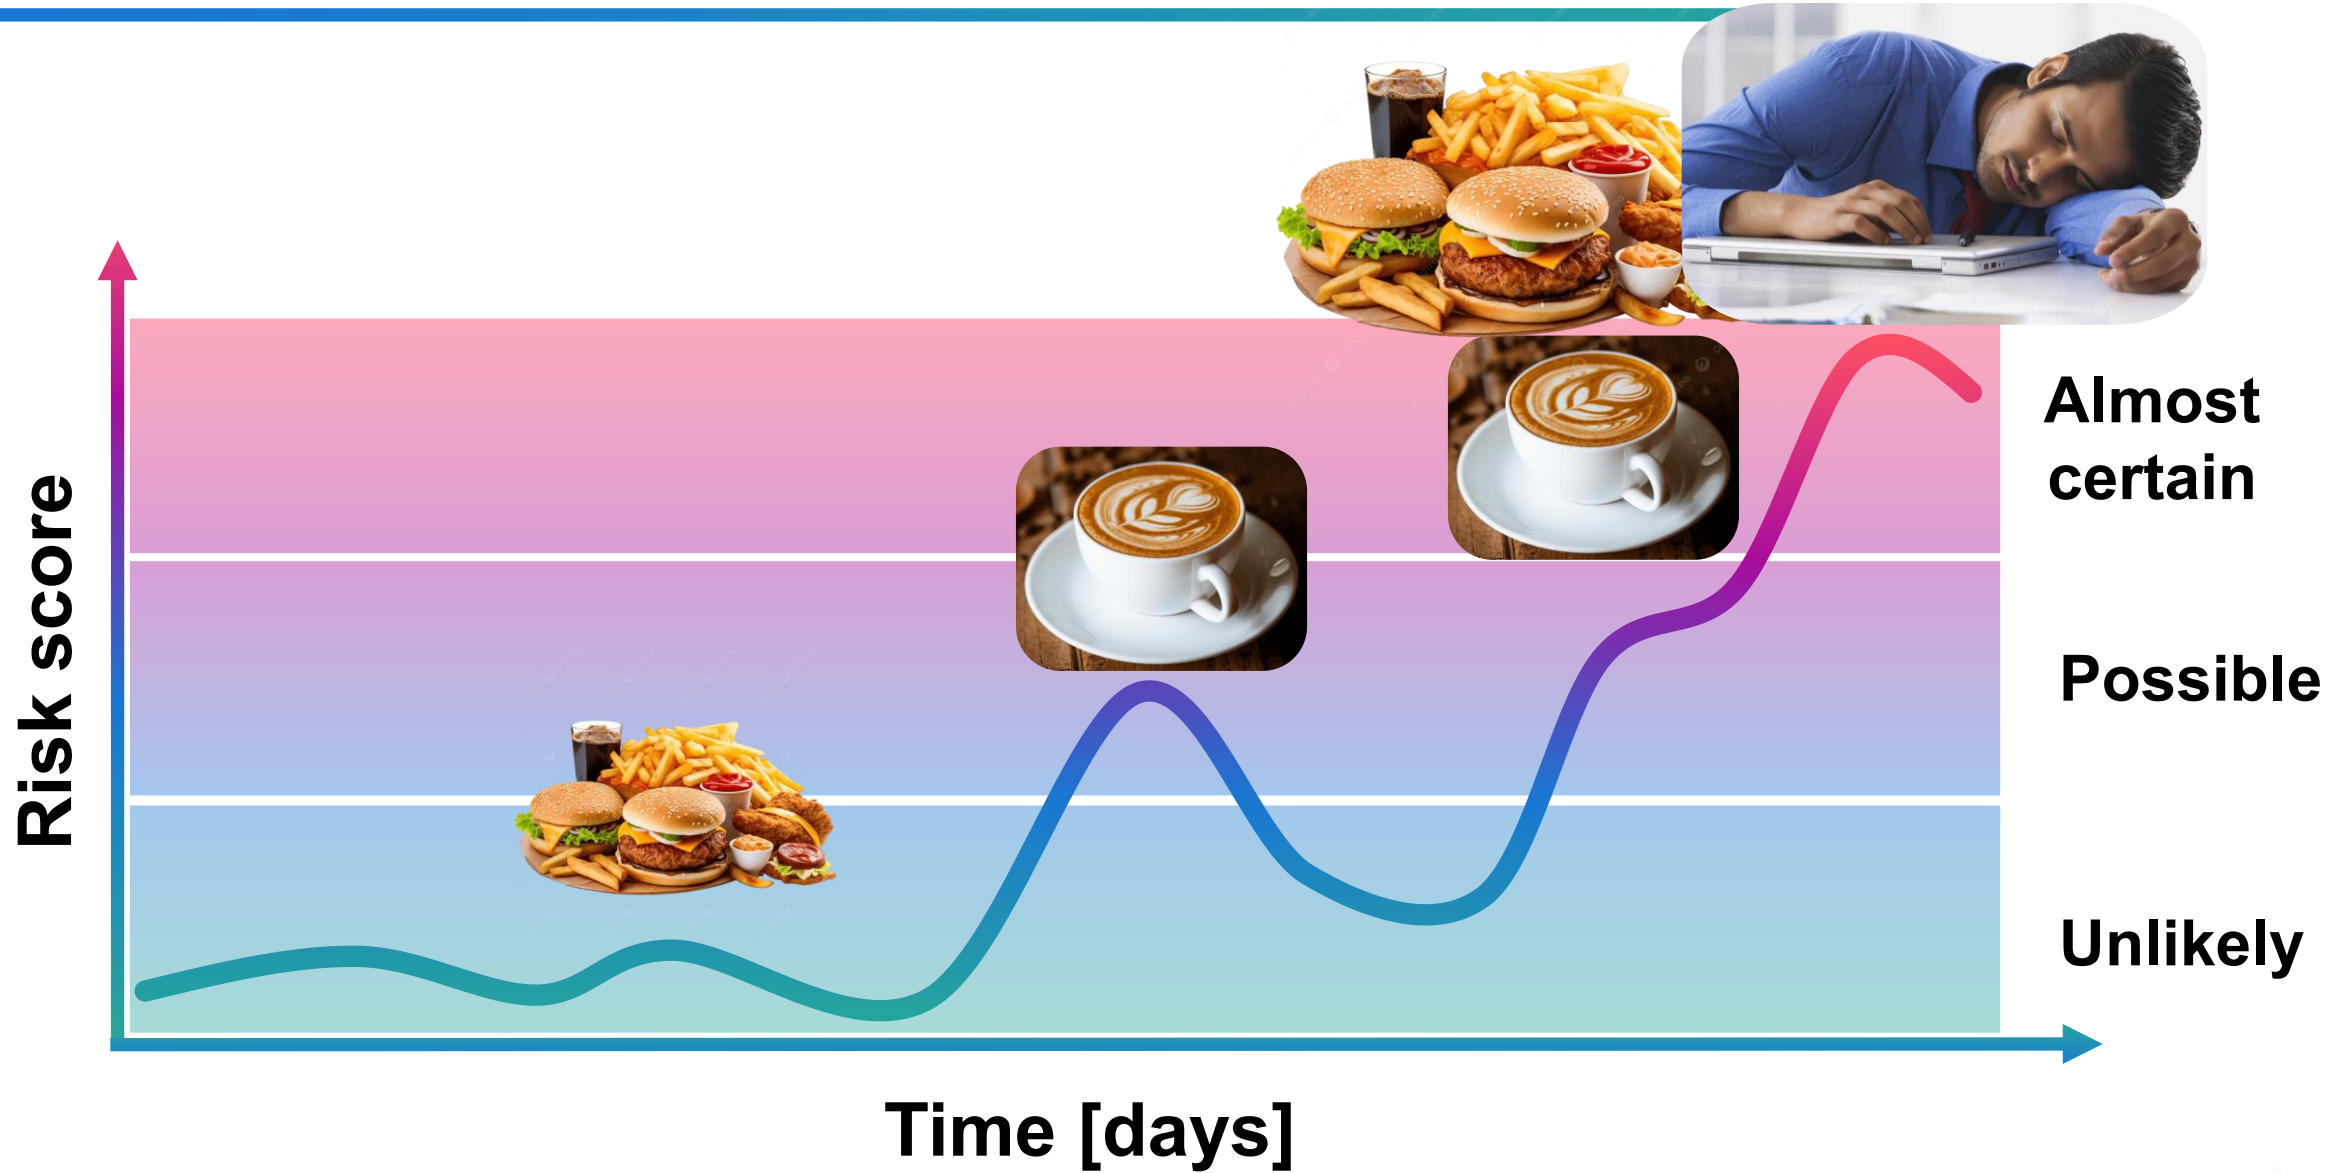 Risk score
Almost
certain
Possible
Unlikely
Time [days]